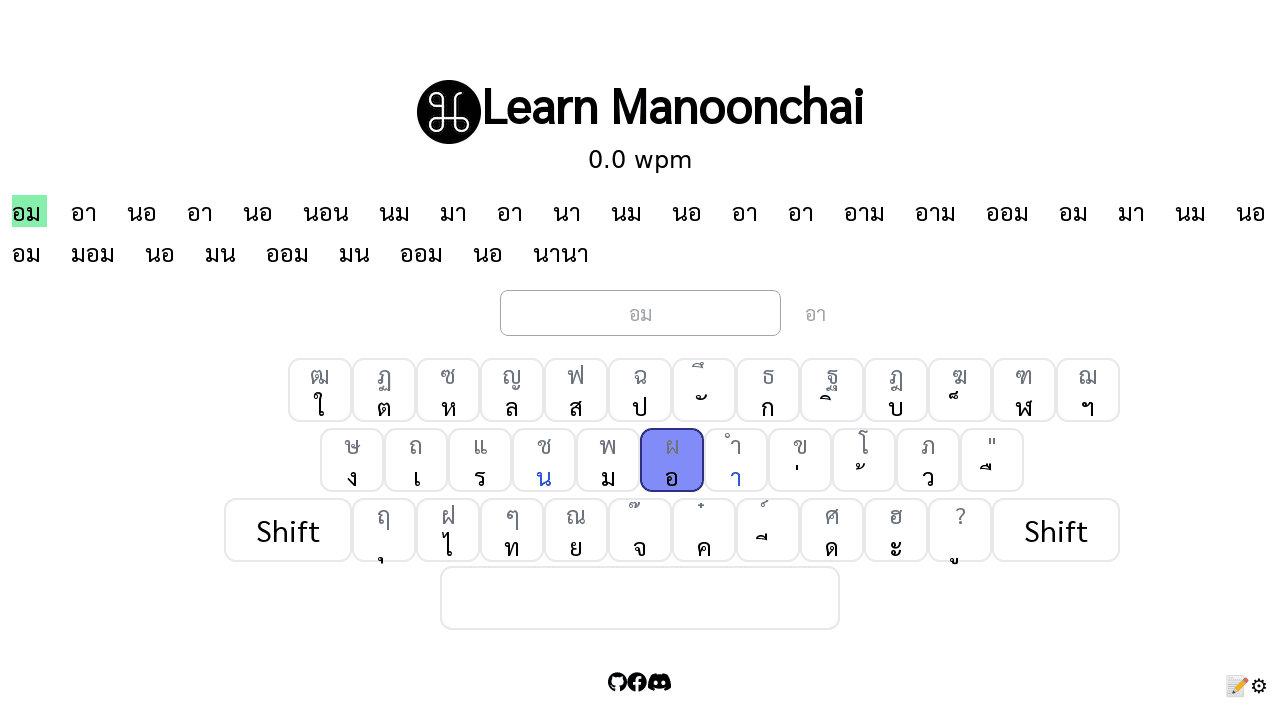 Learn Manoonchai
0.0 wpm
อม อา นอ อา นอ นอน นม มา อา นา นม นอ อา อา อาม อาม ออม อม มา นม นอ
อม มอม นอ มน ออม มน ออม นอ นานา
อม อา
ฒ ฏ ซ ญ ฟ ฉ ึ ธ ฐ ฎ ฆ ฑ ฌ
ใ ต ห ล ส ป ั ก ิ บ ็ ฬ ฯ
ษ ถ แ ช พ ผ ำ ข โ ภ "
ง เ ร น ม อ า ่ ้ ว ื
ฤ ฝ ๆ ณ ๊ ๋ ์ ศ ฮ ?
Shift ุ ไ ท ย จ ค ี ด ะ ู Shift